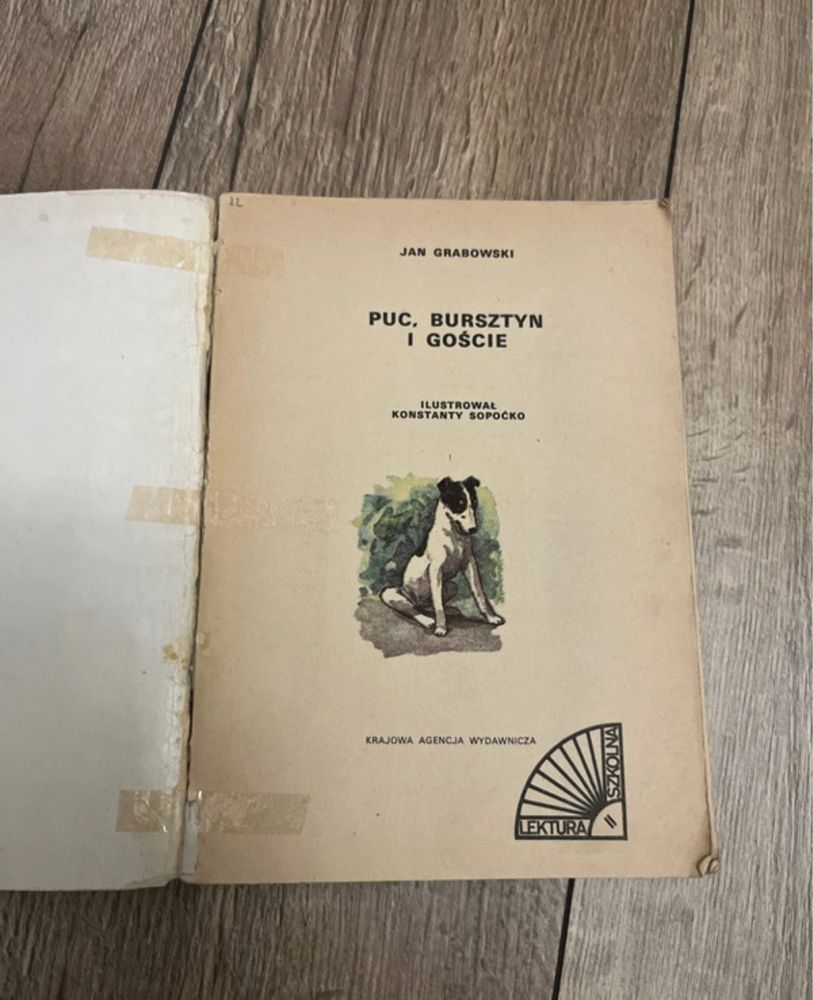 JAN GRABOWSKI
PUC, BURSZTYN
I GOŚCIE
ILUSTROWAŁ
KONSTANTY SOPOĆKO
KRAJOWA AGENCJA WYDAWNICZA
LEKTURA
SZKOLNA